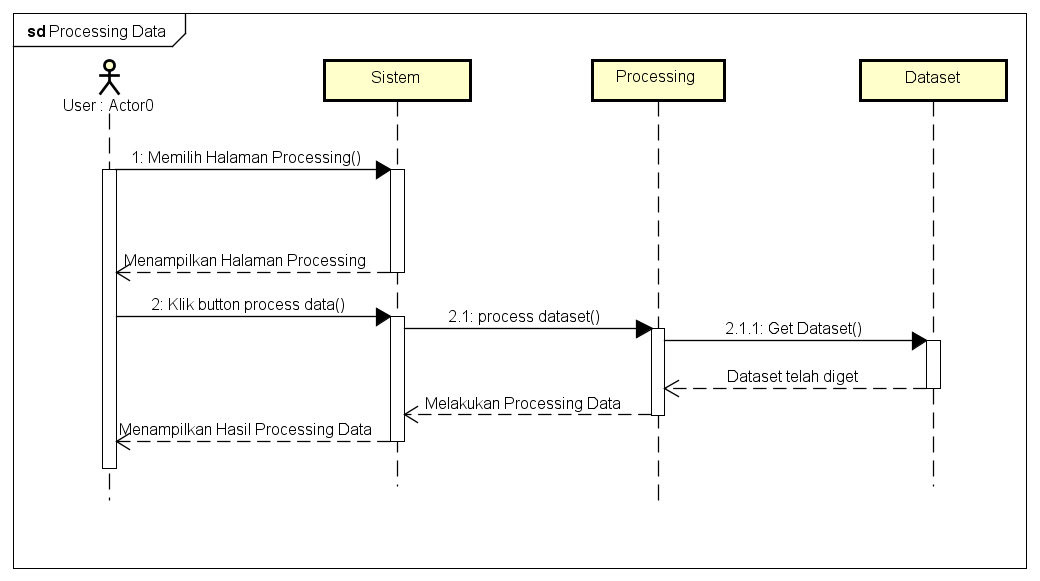 sd Processing Data
User : Actor0
Sistem
Processing
Dataset
1: Memilih Halaman Processing()
Menampilkan Halaman Processing
2: Klik button process data()
2.1: process dataset()
2.1.1: Get Dataset()
Dataset telah diget
Melakukan Processing Data
Menampilkan Hasil Processing Data